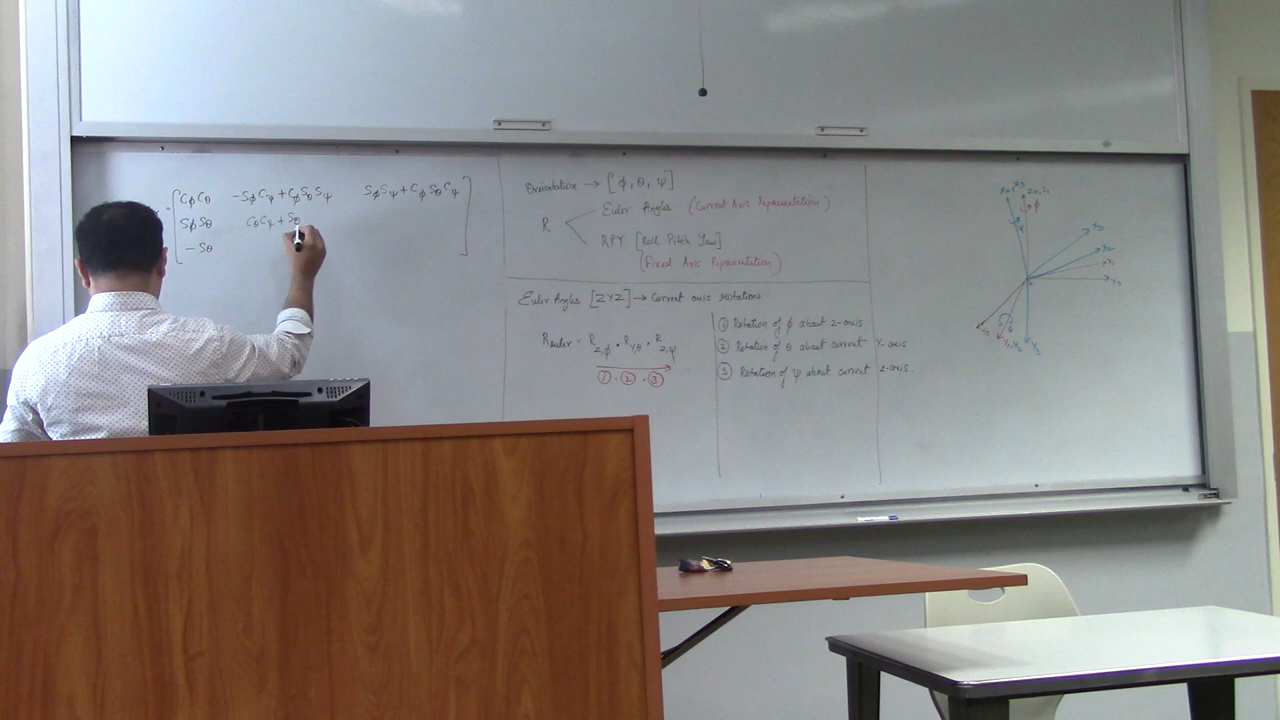 CφCθ -SφCψ + CφSθSψ SφSψ + CφSθCψ
SφSθ CθCψ + Sθ
-Sθ
Orientation → [φ, θ, ψ]
R
Euler Angles (Current Axis Representation)
RPY [Roll Pitch Yaw]
(Fixed Axis Representation)
Euler Angles [ZYZ] → Current axis rotations.
Reuler = Rz,φ · Ry,θ · Rz,ψ
① · ② · ③
① Rotation of φ about z-axis
② Rotation of θ about current Y-axis
③ Rotation of ψ about current z-axis.
φ